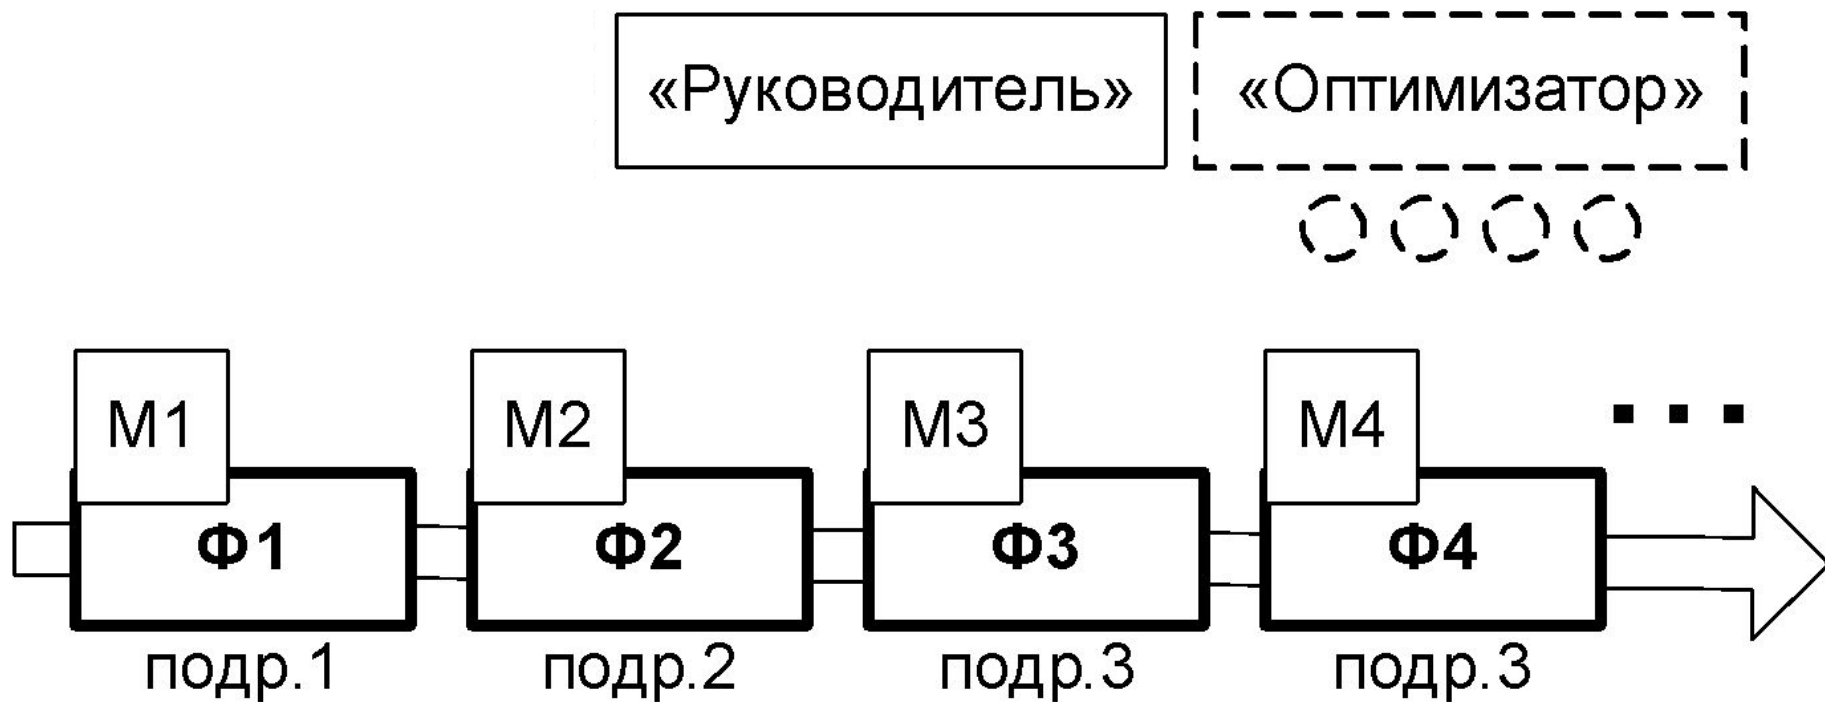 «Руководитель» «Оптимизатор»
М1 М2 М3 М4 ...
Ф1 Ф2 Ф3 Ф4
подр.1 подр.2 подр.3 подр.3